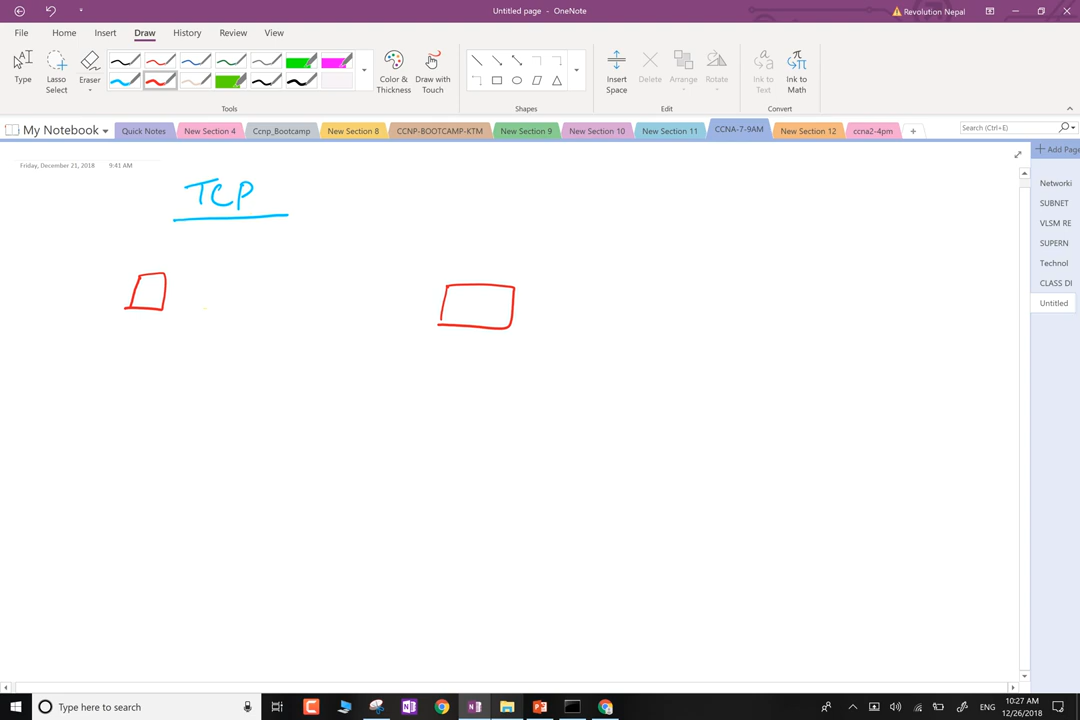 Untitled page - OneNote
Revolution Nepal
File Home Insert Draw History Review View
Type
Lasso Select
Eraser
Color & Thickness
Draw with Touch
Insert Space
Delete
Arrange
Rotate
Ink to Text
Ink to Math
Tools
Shapes
Edit
Convert
My Notebook
Quick Notes
New Section 4
Ccnp_Bootcamp
New Section 8
CCNP-BOOTCAMP-KTM
New Section 9
New Section 10
New Section 11
CCNA-7-9AM
New Section 12
ccna2-4pm
Search (Ctrl+E)
Friday, December 21, 2018 9:41 AM
Add Page
TCP
Networki
SUBNET
VLSM RE
SUPERN
Technol
CLASS DI
Untitled
Type here to search
ENG
10:27 AM
12/26/2018